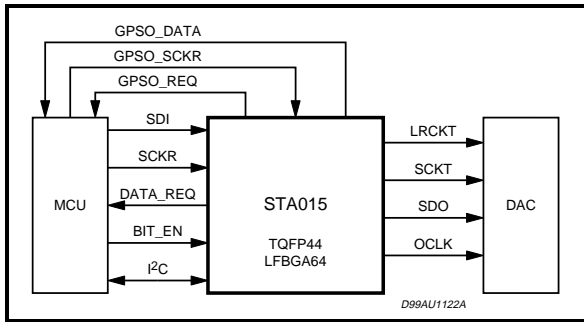 GPSO_DATA
GPSO_SCKR
GPSO_REQ
SDI
SCKR
DATA_REQ
BIT_EN
I²C
MCU
STA015
TQFP44
LFBGA64
LRCKT
SCKT
SDO
OCLK
DAC
D99AU1122A